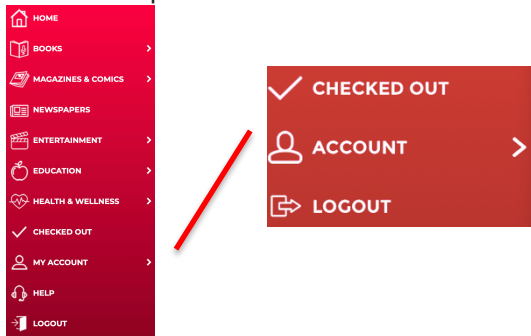 HOME
BOOKS
MAGAZINES & COMICS
NEWSPAPERS
ENTERTAINMENT
EDUCATION
HEALTH & WELLNESS
CHECKED OUT
MY ACCOUNT
HELP
LOGOUT
CHECKED OUT
ACCOUNT
LOGOUT